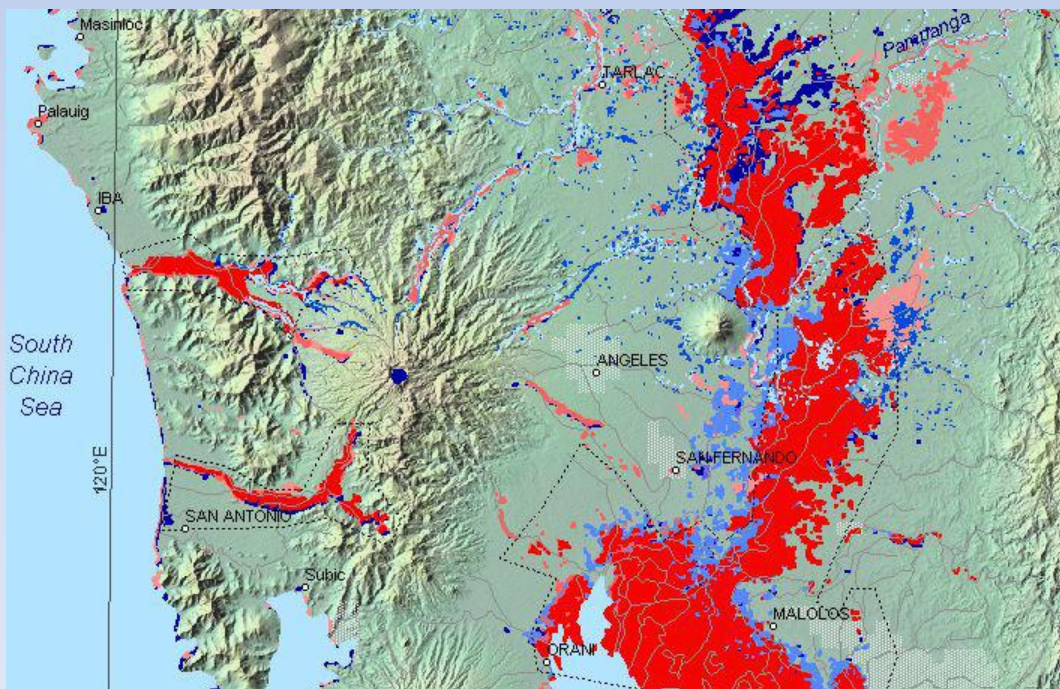 Masinloc
Pampanga
TARLAC
Palauig
IBA
South
China
Sea
ANGELES
120°E
SAN FERNANDO
SAN ANTONIO
Subic
MALOLOS
ORANI